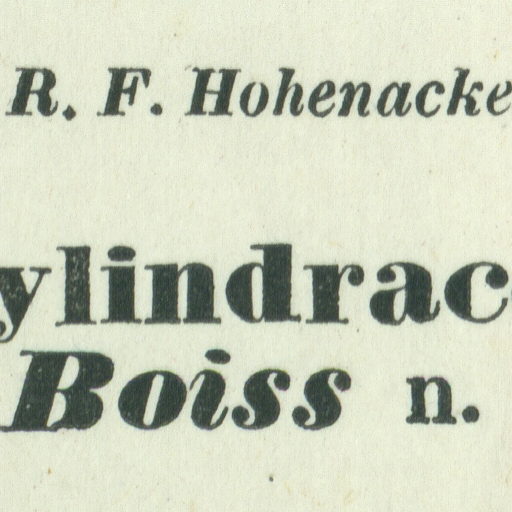 R. F. Hohenacke
ylindrac
Boiss n.